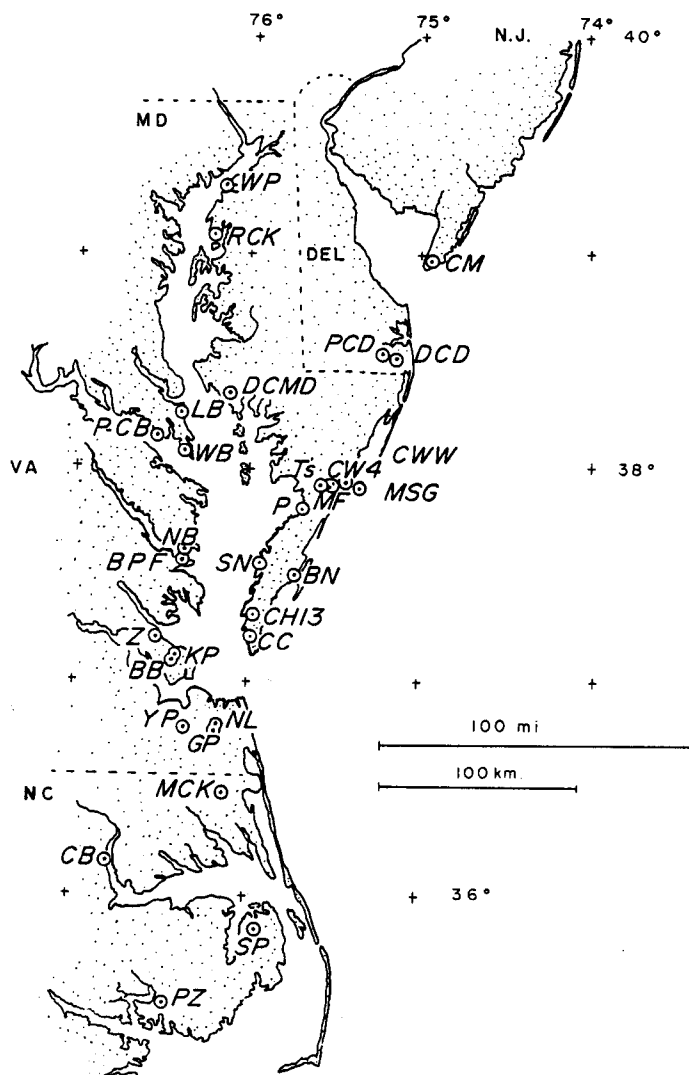 76°
75°
74°
N.J.
40°
MD
WP
RCK
DEL
CM
PCD
DCD
DCMD
LB
PCB
WB
VA
CWW
Ts
CW4
38°
MF
MSG
P
NB
BPF
SN
BN
CH13
Z
CC
KP
BB
YP
NL
GP
100 mi
100 km.
NC
MCK
CB
36°
SP
PZ